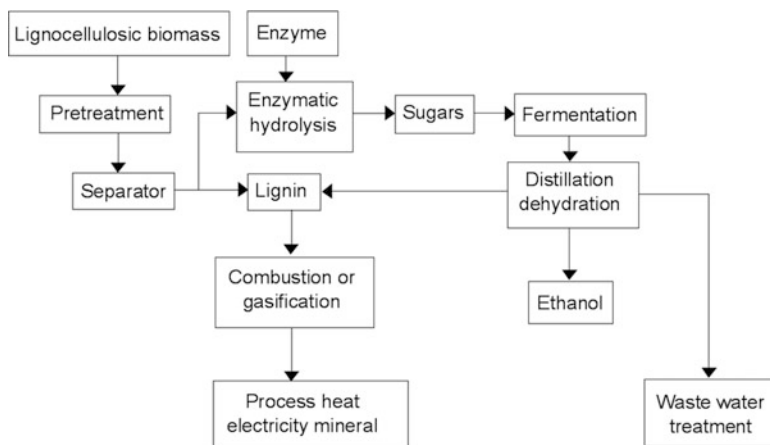 Lignocellulosic biomass
Enzyme
Pretreatment
Enzymatic
hydrolysis
Sugars
Fermentation
Separator
Lignin
Distillation
dehydration
Combustion or
gasification
Ethanol
Process heat
electricity mineral
Waste water
treatment